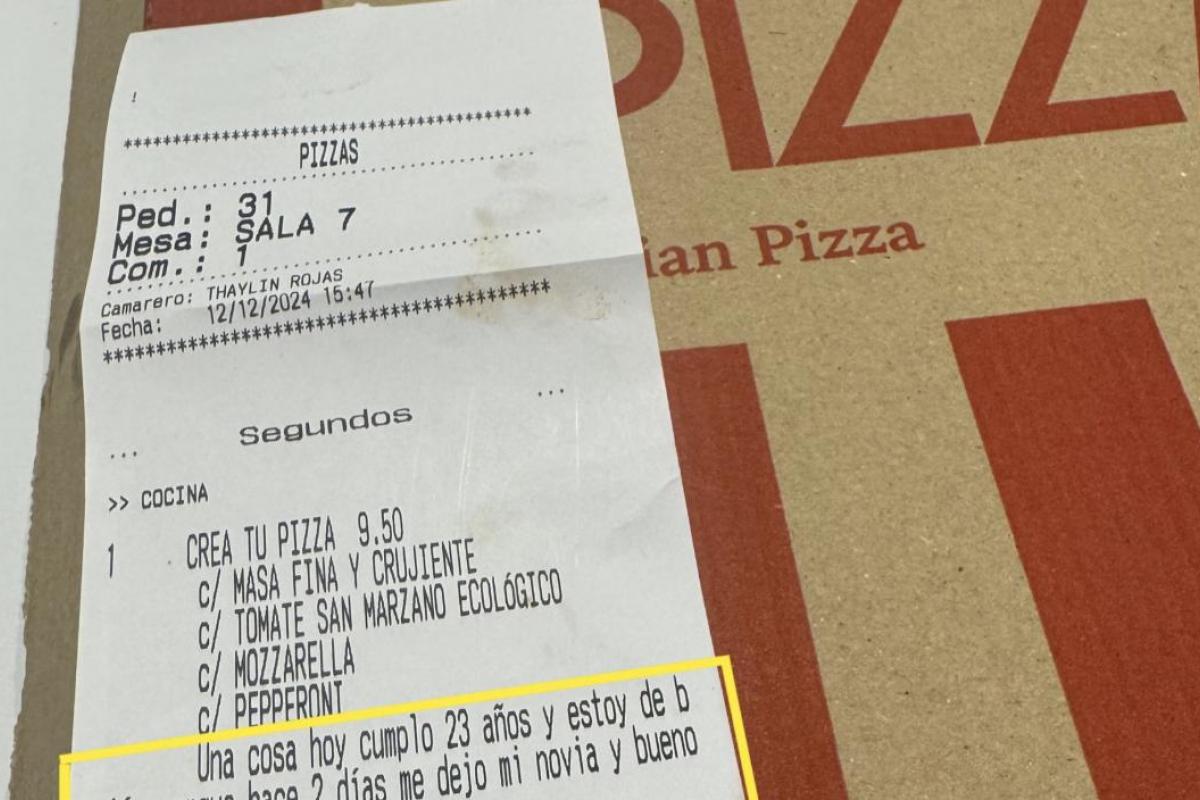 !
****************************************
PIZZAS
Ped.: 31
Mesa: SALA 7
Com.: 1
Camarero: THAYLIN ROJAS
Fecha: 12/12/2024 15:47
****************************************
...
Segundos
...
>> COCINA
1 CREA TU PIZZA 9.50
c/ MASA FINA Y CRUJIENTE
c/ TOMATE SAN MARZANO ECOLÓGICO
c/ MOZZARELLA
c/ PEPPERONI
Una cosa hoy cumplo 23 años y estoy de b
hace 2 días me dejo mi novia y bueno
PIZZ
ian Pizza